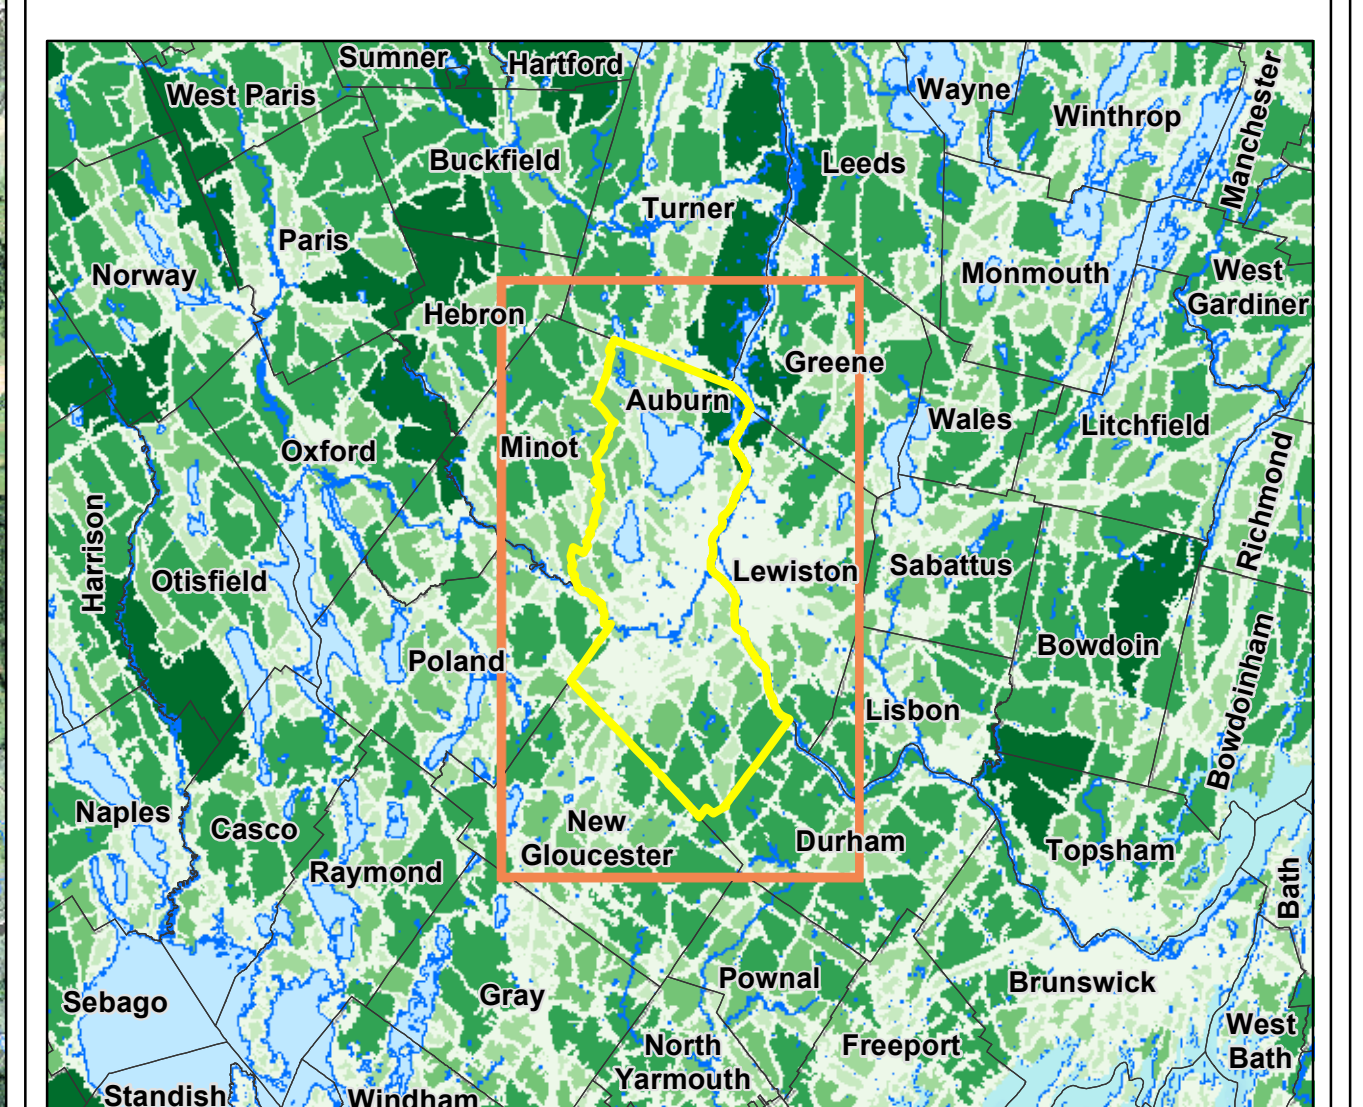 Sumner
Hartford
West Paris
Wayne
Winthrop
Manchester
Buckfield
Leeds
Turner
Paris
Norway
Monmouth
West
Gardiner
Hebron
Greene
Auburn
Wales
Litchfield
Minot
Oxford
Richmond
Harrison
Otisfield
Lewiston
Sabattus
Bowdoin
Poland
Bowdoinham
Lisbon
Naples
Casco
New
Gloucester
Durham
Topsham
Raymond
Bath
Pownal
Brunswick
Sebago
Gray
West
Bath
North
Yarmouth
Freeport
Standish
Windham